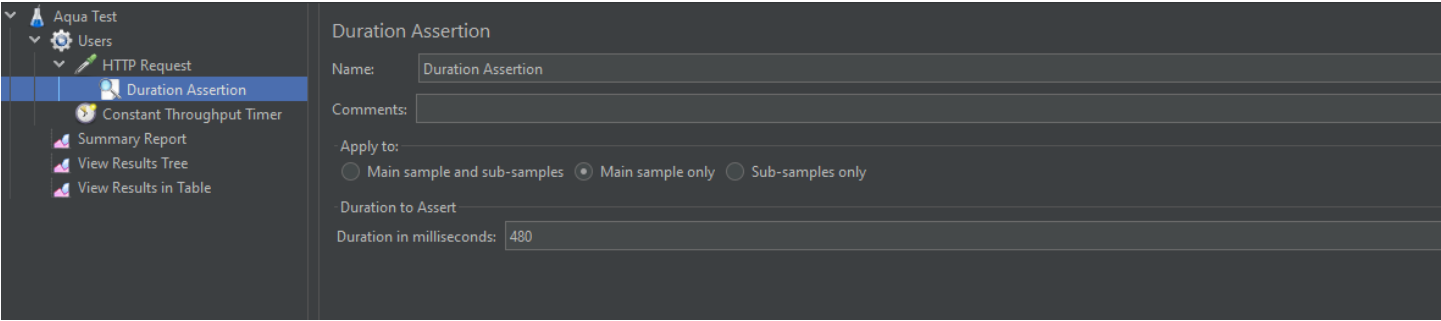 Aqua Test
Users
HTTP Request
Duration Assertion
Constant Throughput Timer
Summary Report
View Results Tree
View Results in Table
Duration Assertion
Name: Duration Assertion
Comments:
Apply to:
Main sample and sub-samples Main sample only Sub-samples only
Duration to Assert
Duration in milliseconds: 480